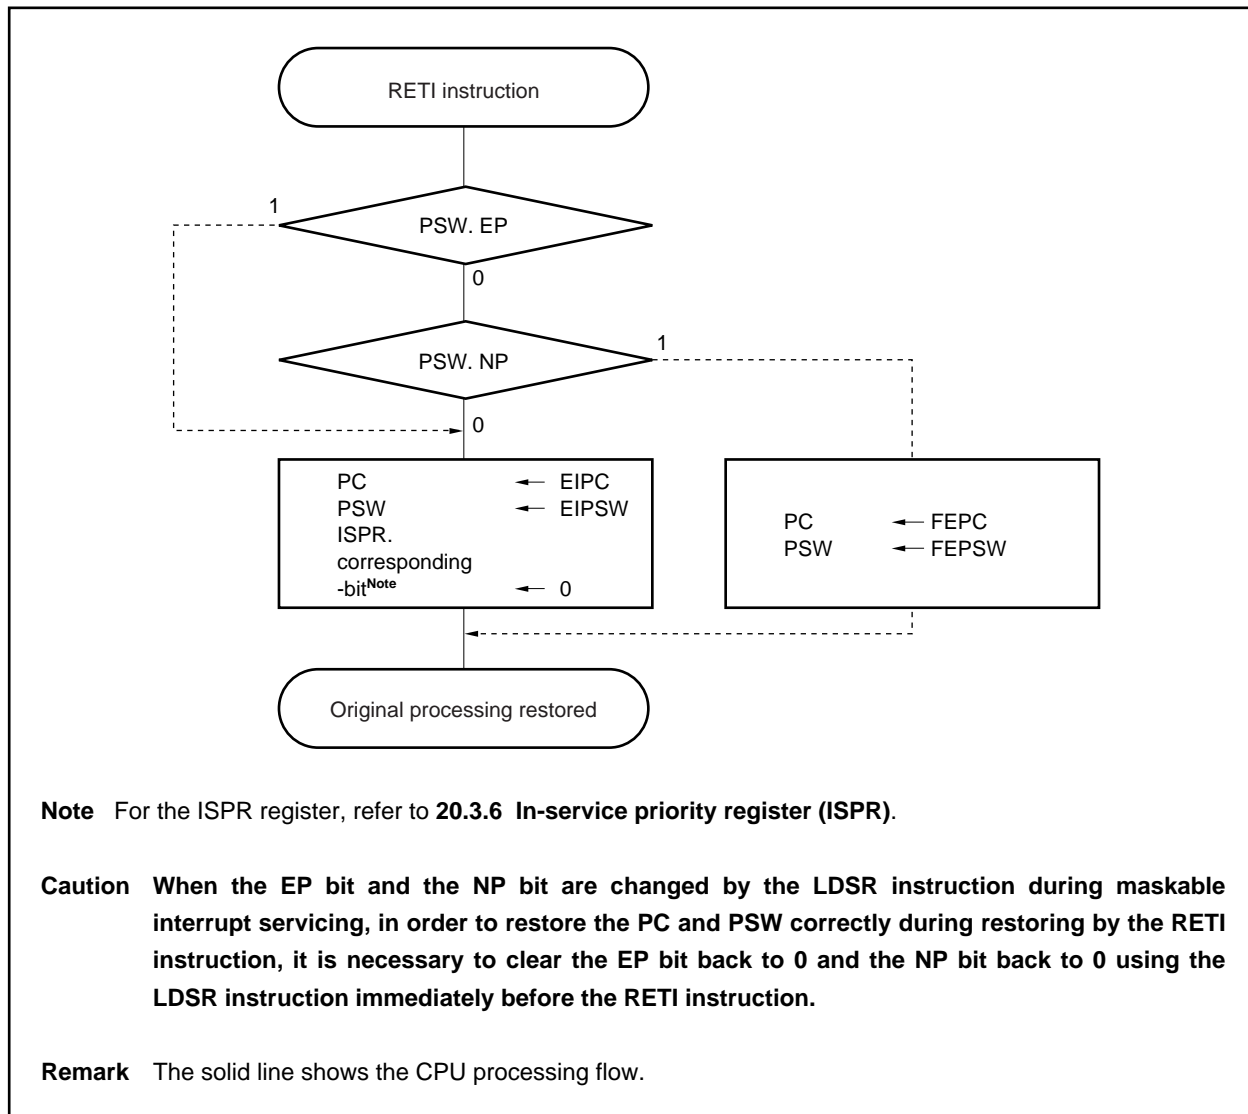 RETI instruction
1
PSW. EP
0
1
PSW. NP
0
PC ← EIPC
PSW ← EIPSW
ISPR.
corresponding
-bitNote ← 0
PC ← FEPC
PSW ← FEPSW
Original processing restored
Note For the ISPR register, refer to 20.3.6 In-service priority register (ISPR).
Caution When the EP bit and the NP bit are changed by the LDSR instruction during maskable
interrupt servicing, in order to restore the PC and PSW correctly during restoring by the RETI
instruction, it is necessary to clear the EP bit back to 0 and the NP bit back to 0 using the
LDSR instruction immediately before the RETI instruction.
Remark The solid line shows the CPU processing flow.